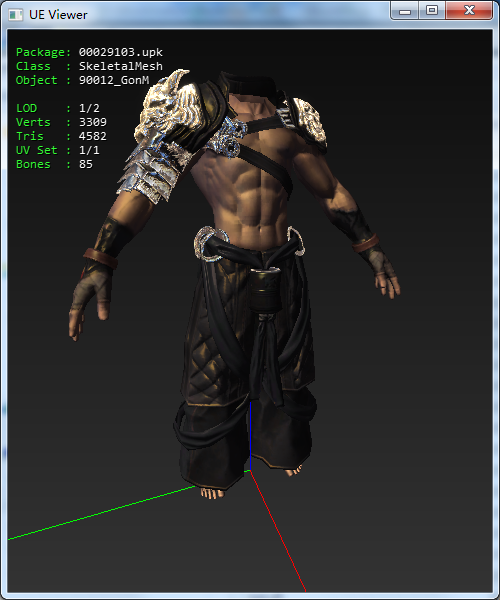 UE Viewer
Package: 00029103.upk
Class : SkeletalMesh
Object : 90012_GonM
LOD : 1/2
Verts : 3309
Tris : 4582
UV Set : 1/1
Bones : 85